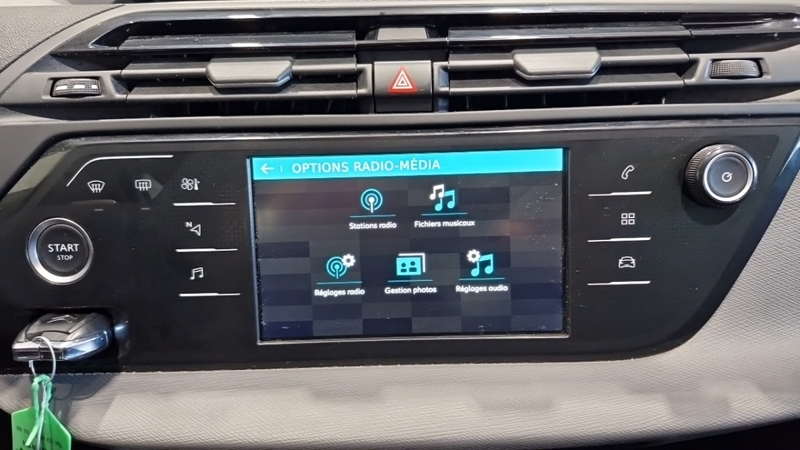 OPTIONS RADIO-MÉDIA
Stations radio
Fichiers musicaux
N
START
STOP
Réglages radio
Gestion photos
Réglages audio